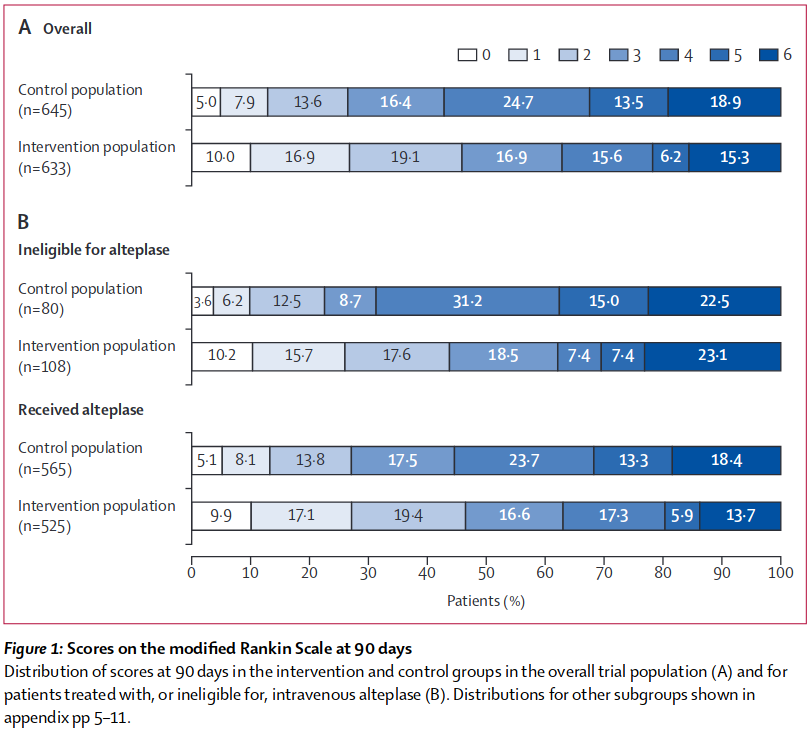 A Overall
0 1 2 3 4 5 6
Control population
(n=645)
5·0 7·9 13·6 16·4 24·7 13·5 18·9
Intervention population
(n=633)
10·0 16·9 19·1 16·9 15·6 6·2 15·3
B
Ineligible for alteplase
Control population
(n=80)
3·6 6·2 12·5 8·7 31·2 15·0 22·5
Intervention population
(n=108)
10·2 15·7 17·6 18·5 7·4 7·4 23·1
Received alteplase
Control population
(n=565)
5·1 8·1 13·8 17·5 23·7 13·3 18·4
Intervention population
(n=525)
9·9 17·1 19·4 16·6 17·3 5·9 13·7
0 10 20 30 40 50 60 70 80 90 100
Patients (%)
Figure 1: Scores on the modified Rankin Scale at 90 days
Distribution of scores at 90 days in the intervention and control groups in the overall trial population (A) and for
patients treated with, or ineligible for, intravenous alteplase (B). Distributions for other subgroups shown in
appendix pp 5–11.